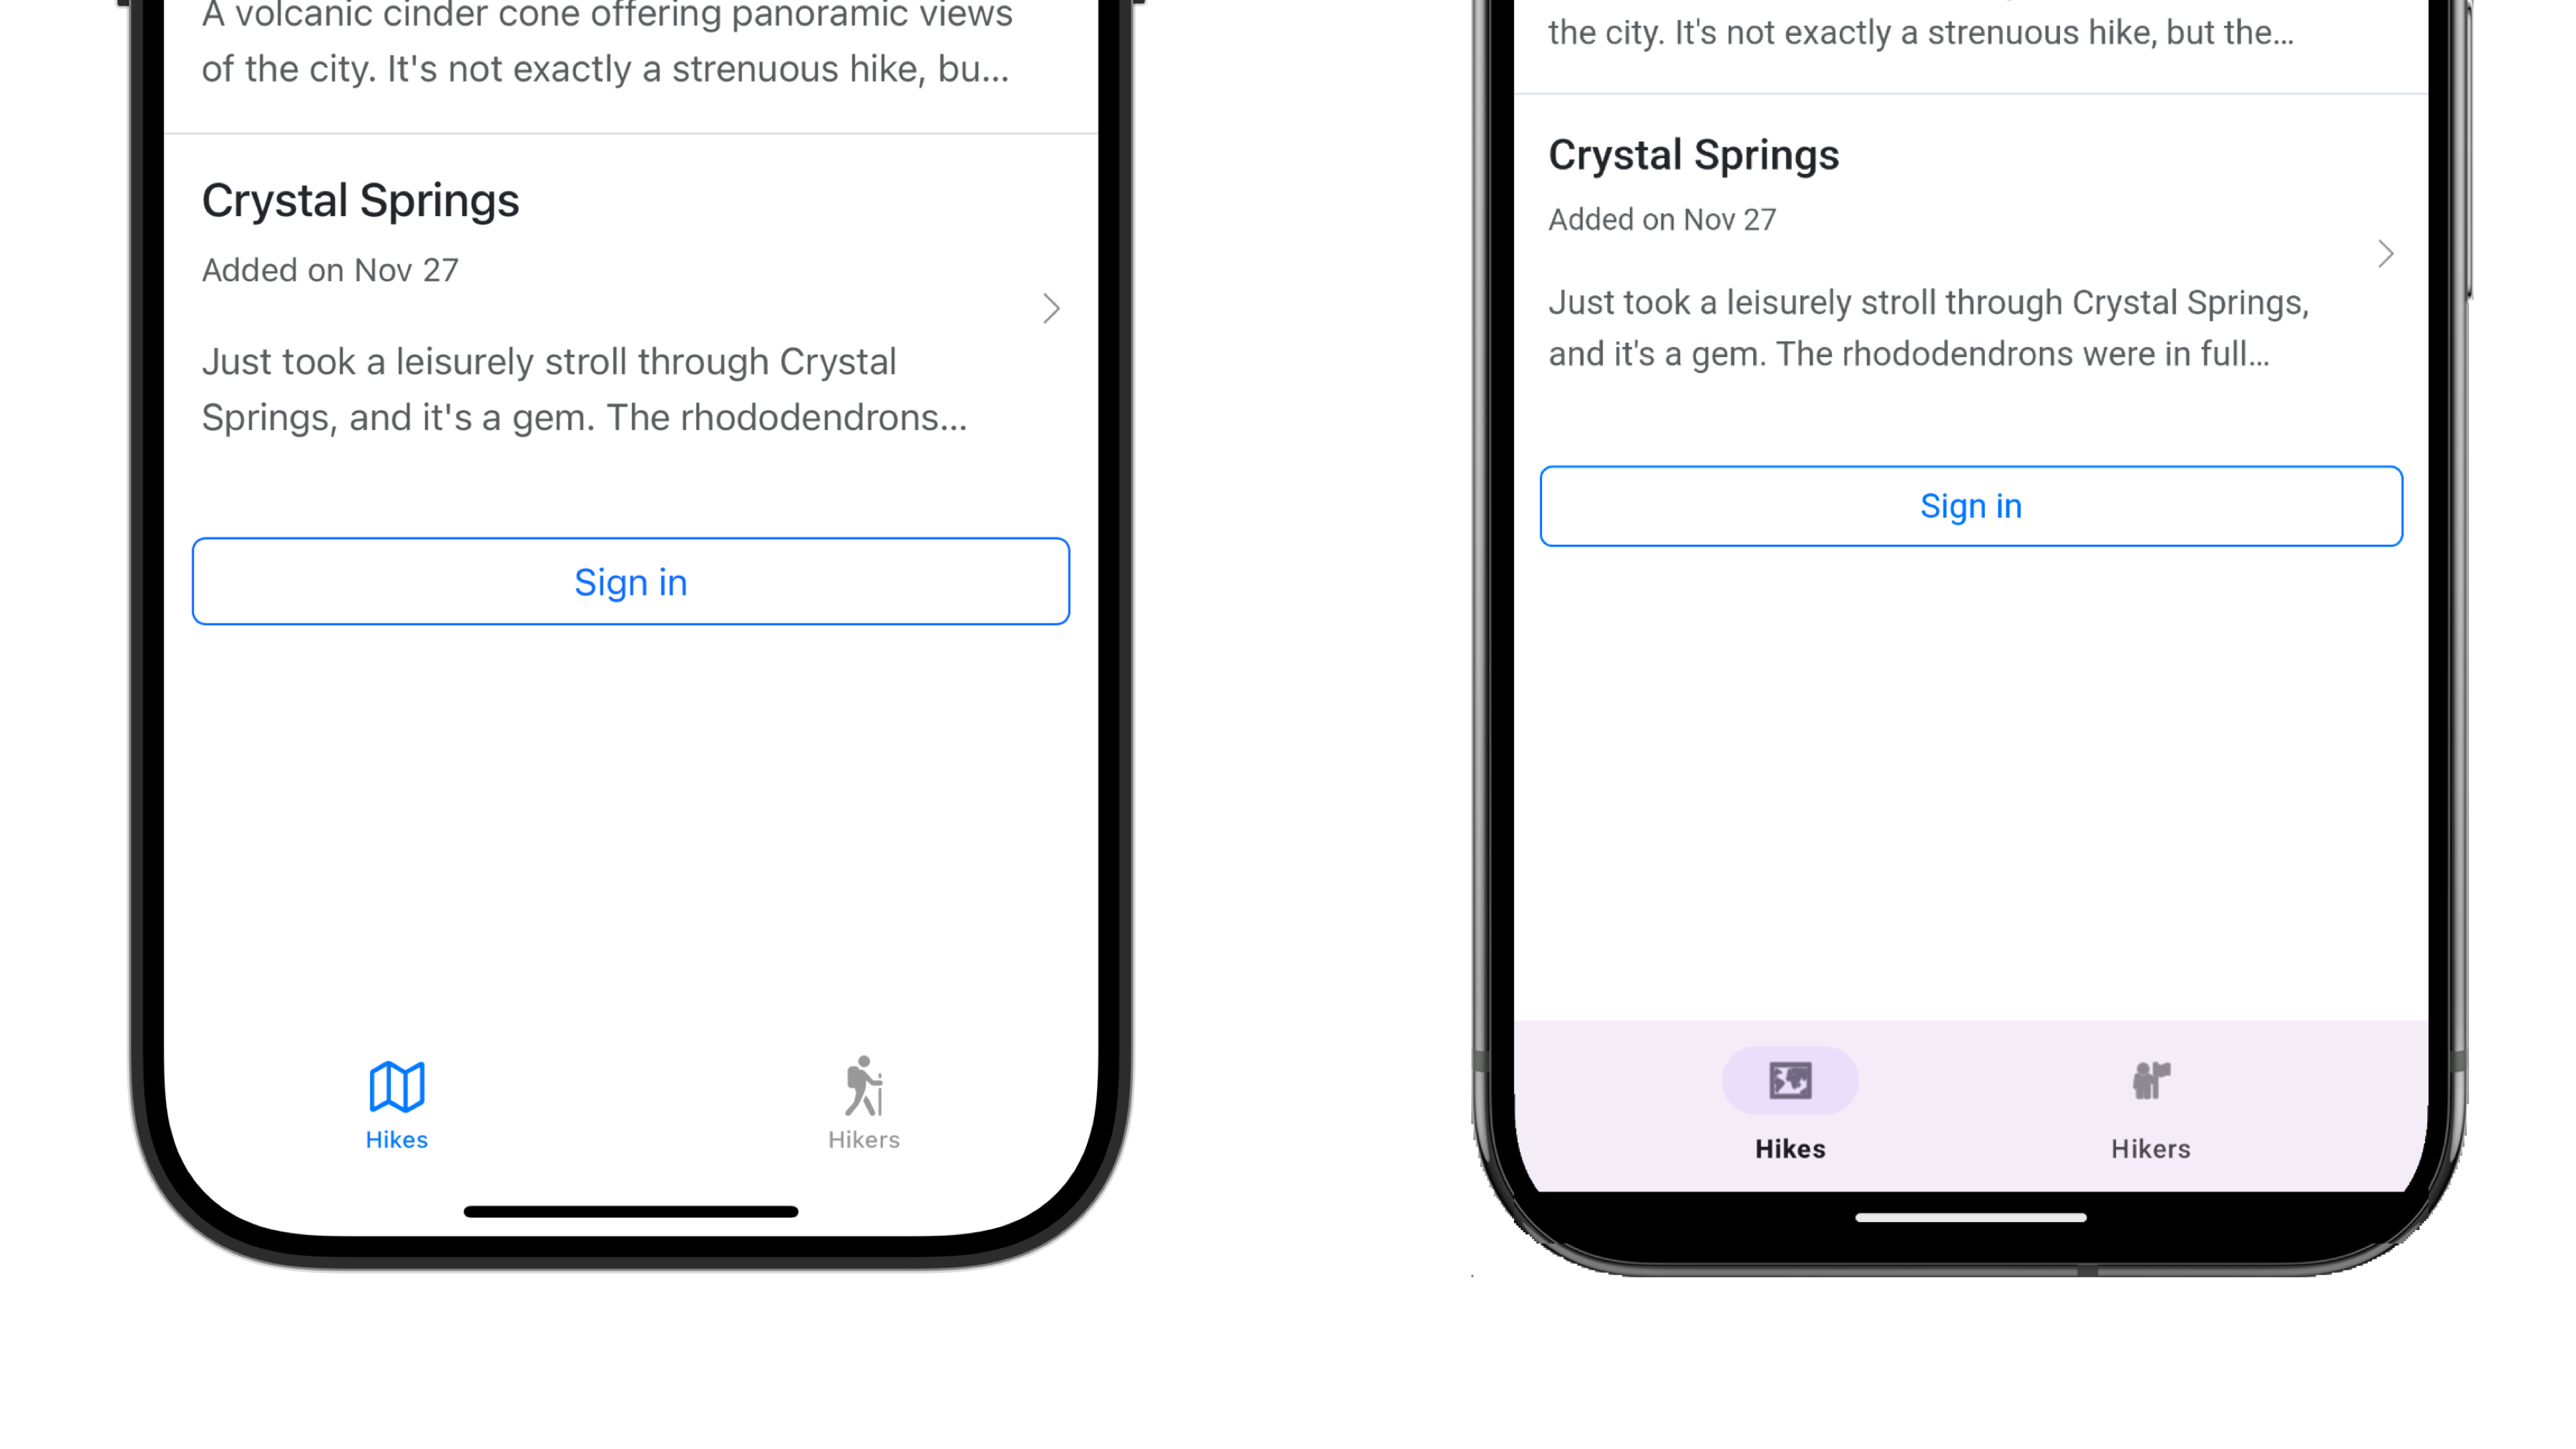 A volcanic cinder cone offering panoramic views
of the city. It's not exactly a strenuous hike, bu...
Crystal Springs
Added on Nov 27
Just took a leisurely stroll through Crystal
Springs, and it's a gem. The rhododendrons...
Sign in
Hikes
Hikers
the city. It's not exactly a strenuous hike, but the...
Crystal Springs
Added on Nov 27
Just took a leisurely stroll through Crystal Springs,
and it's a gem. The rhododendrons were in full...
Sign in
Hikes
Hikers